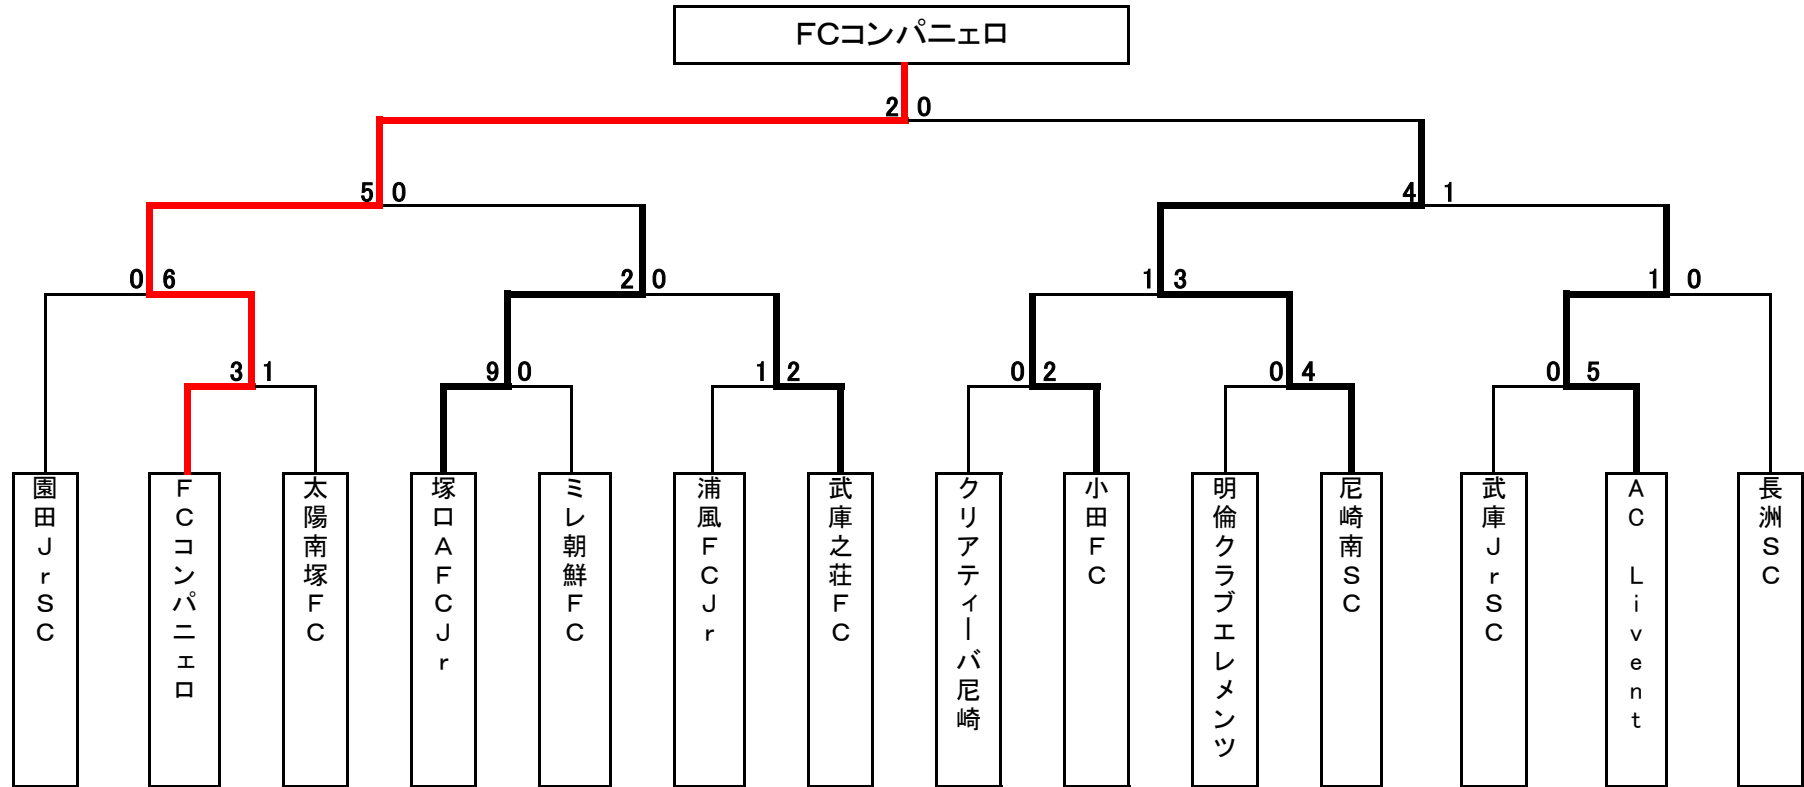 FCコンパニェロ
2 0
5 0
4 1
0 6
2 0
1 3
1 0
3 1
9 0
1 2
0 2
0 4
0 5
園田JrSC
FCコンパニェロ
太陽南塚FC
塚口AFCJr
ミレ朝鮮FC
浦風FCJr
武庫之荘FC
クリアティーバ尼崎
小田FC
明倫クラブエレメンツ
尼崎南SC
武庫JrSC
AC Livent
長洲SC